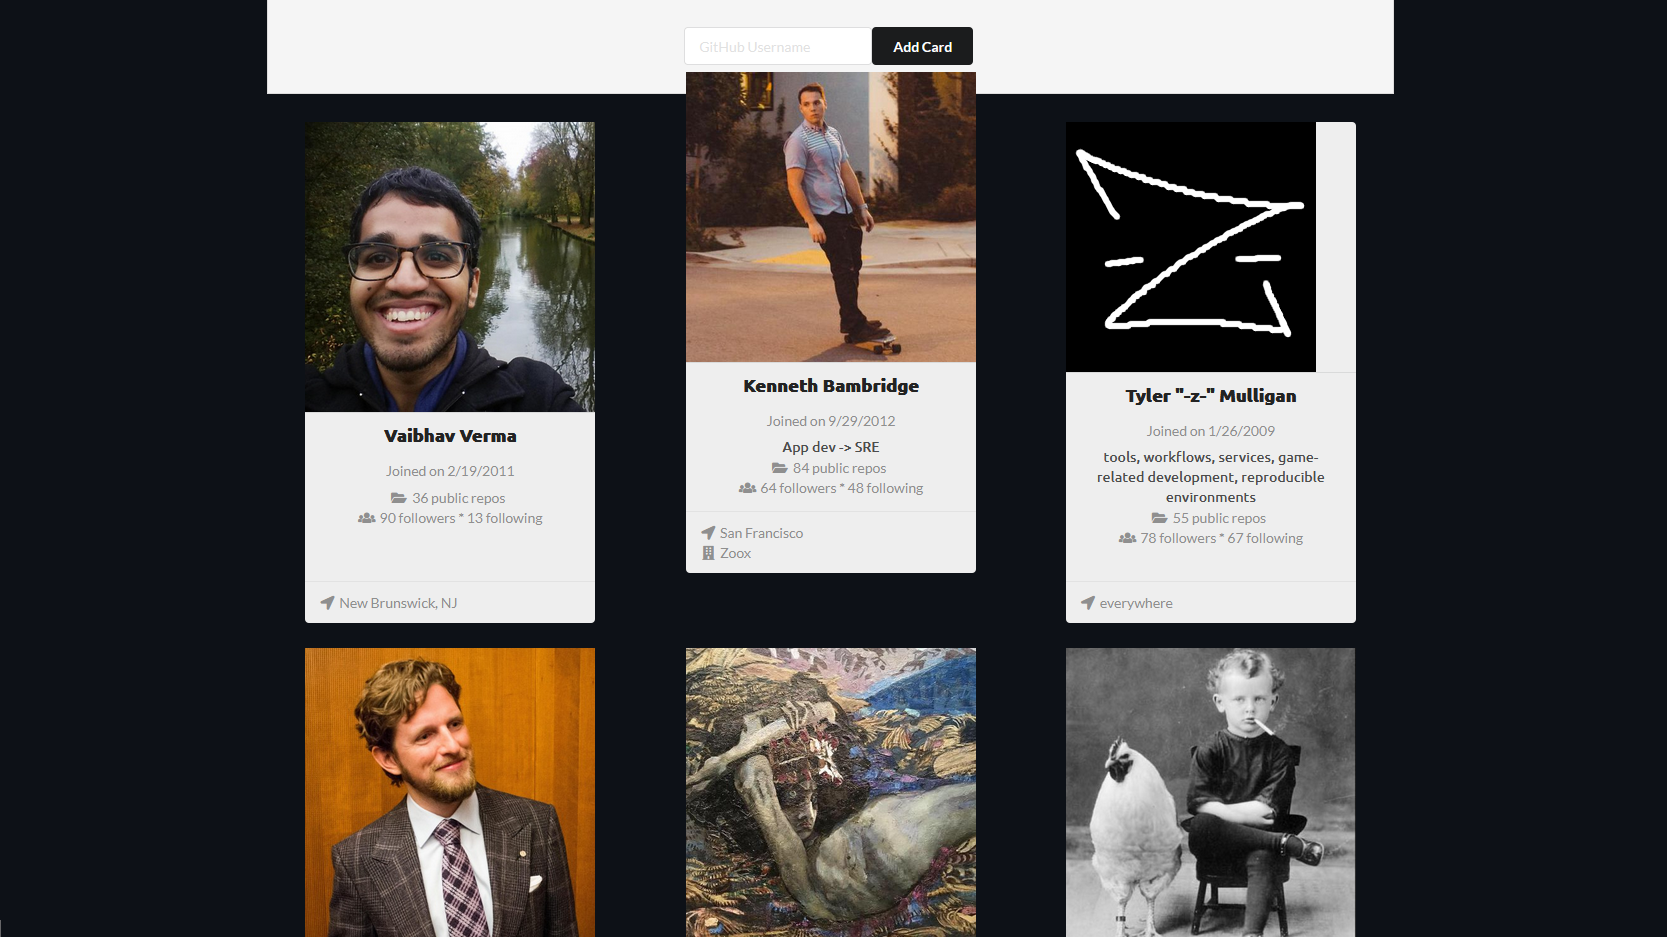 GitHub Username
Add Card
Vaibhav Verma
Joined on 2/19/2011
36 public repos
90 followers * 13 following
New Brunswick, NJ
Kenneth Bambridge
Joined on 9/29/2012
App dev -> SRE
84 public repos
64 followers * 48 following
San Francisco
Zoox
Tyler "-z-" Mulligan
Joined on 1/26/2009
tools, workflows, services, game-
related development, reproducible
environments
55 public repos
78 followers * 67 following
everywhere